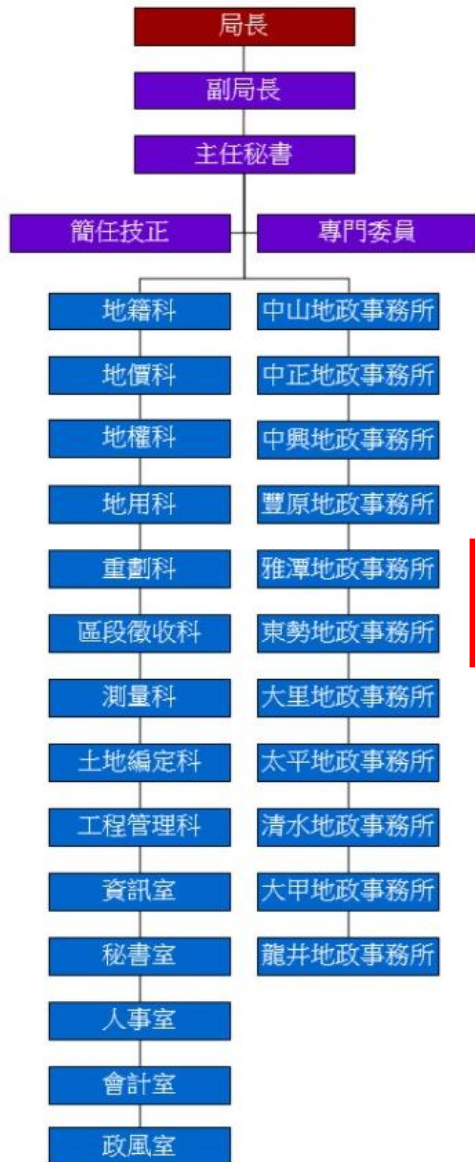 局長
副局長
主任秘書
簡任技正
專門委員
地籍科
地價科
地權科
地用科
重劃科
區段徵收科
測量科
土地編定科
工程管理科
資訊室
秘書室
人事室
會計室
政風室
中山地政事務所
中正地政事務所
中興地政事務所
豐原地政事務所
雅潭地政事務所
東勢地政事務所
大里地政事務所
太平地政事務所
清水地政事務所
大甲地政事務所
龍井地政事務所